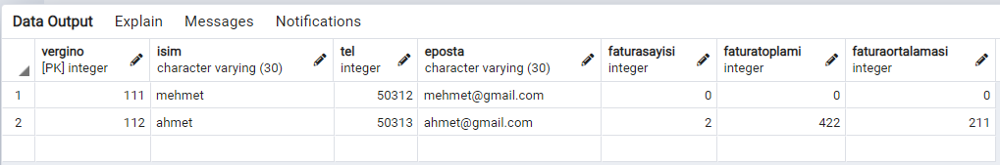 Data Output Explain Messages Notifications
vergino isim tel eposta faturasayisi faturatoplami faturaortalamasi
[PK] integer character varying (30) integer character varying (30) integer integer integer
1 111 mehmet 50312 mehmet@gmail.com 0 0 0
2 112 ahmet 50313 ahmet@gmail.com 2 422 211